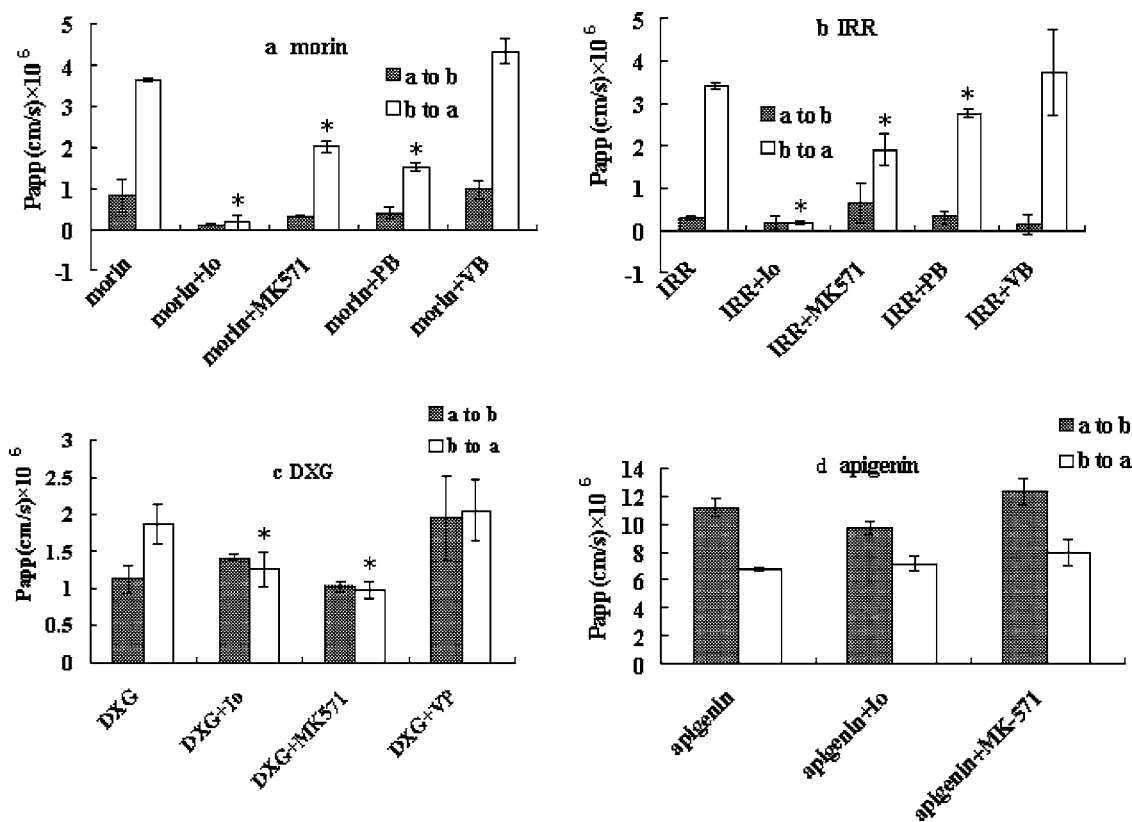 a morin
a to b
b to a
Papp (cm/s)×10 6
5
4
3
2
1
0
-1
*
*
*
morin
morin+Io
morin+MK571
morin+PB
morin+VB
b IRR
a to b
b to a
Papp (cm/s)×10 6
5
4
3
2
1
0
-1
*
*
*
IRR
IRR+Io
IRR+MK571
IRR+PB
IRR+VB
a to b
b to a
c DXG
Papp(cm/s)×10 6
3
2.5
2
1.5
1
0.5
0
*
*
DXG
DXG+Io
DXG+MK571
DXG+VP
a to b
b to a
d apigenin
Papp (cm/s)×10 6
14
12
10
8
6
4
2
0
apigenin
apigenin+Io
apigenin+MK-571